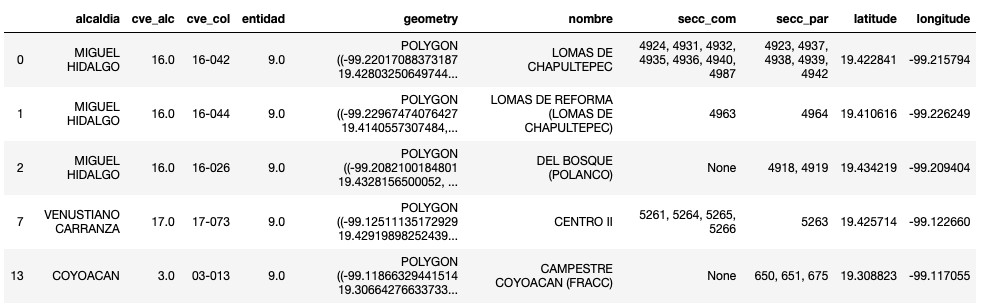 alcaldia cve_alc cve_col entidad geometry nombre secc_com secc_par latitude longitude
0 MIGUEL HIDALGO 16.0 16-042 9.0 POLYGON ((-99.22017088373187 19.42803250649744... LOMAS DE CHAPULTEPEC 4924, 4931, 4932, 4935, 4936, 4940, 4987 4923, 4937, 4938, 4939, 4942 19.422841 -99.215794
1 MIGUEL HIDALGO 16.0 16-044 9.0 POLYGON ((-99.22967474076427 19.4140557307484,... LOMAS DE REFORMA (LOMAS DE CHAPULTEPEC) 4963 4964 19.410616 -99.226249
2 MIGUEL HIDALGO 16.0 16-026 9.0 POLYGON ((-99.2082100184801 19.4328156500052, ... DEL BOSQUE (POLANCO) None 4918, 4919 19.434219 -99.209404
7 VENUSTIANO CARRANZA 17.0 17-073 9.0 POLYGON ((-99.12511135172929 19.42919898252439... CENTRO II 5261, 5264, 5265, 5266 5263 19.425714 -99.122660
13 COYOACAN 3.0 03-013 9.0 POLYGON ((-99.11866329441514 19.30664276633733... CAMPESTRE COYOACAN (FRACC) None 650, 651, 675 19.308823 -99.117055